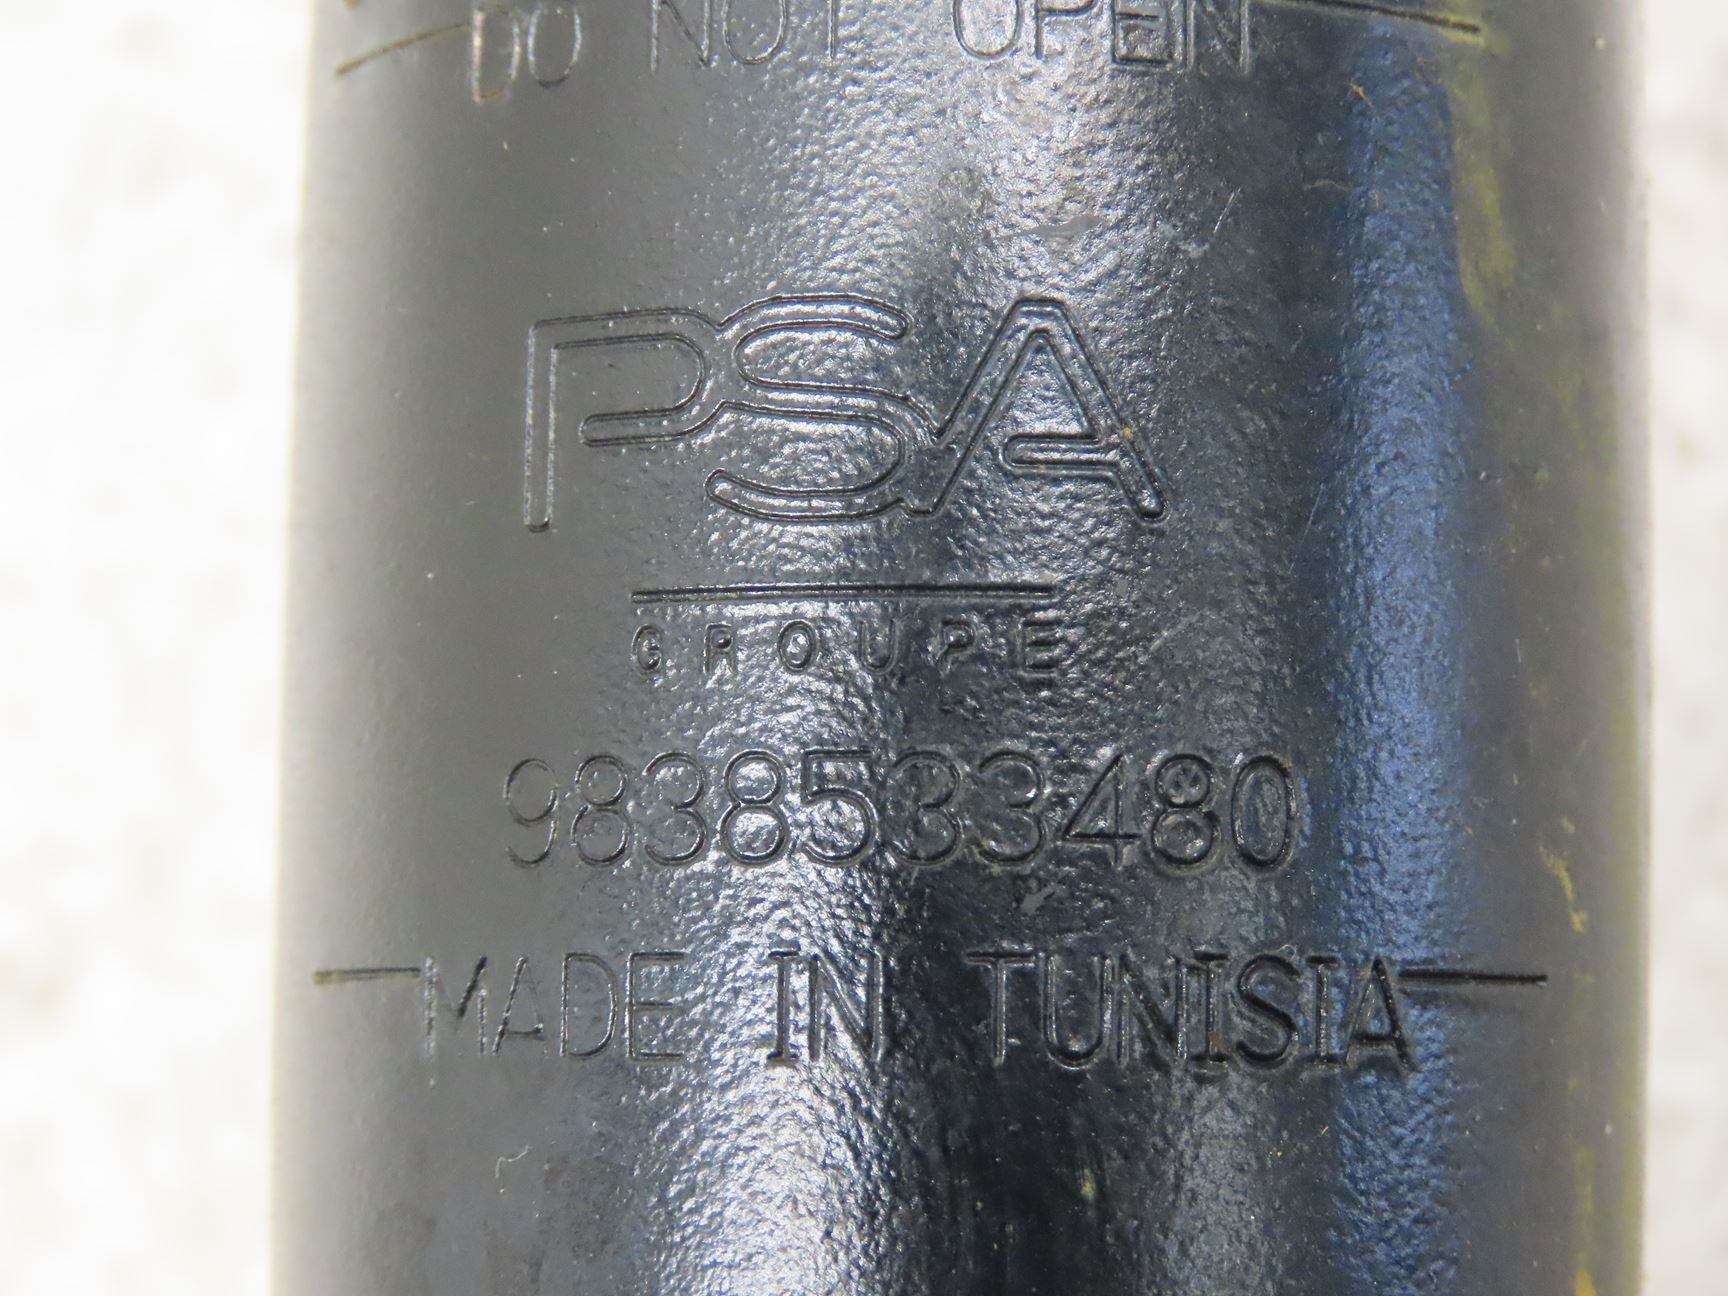 DO NOT OPEN
PSA
GROUPE
9838533480
MADE IN TUNISIA